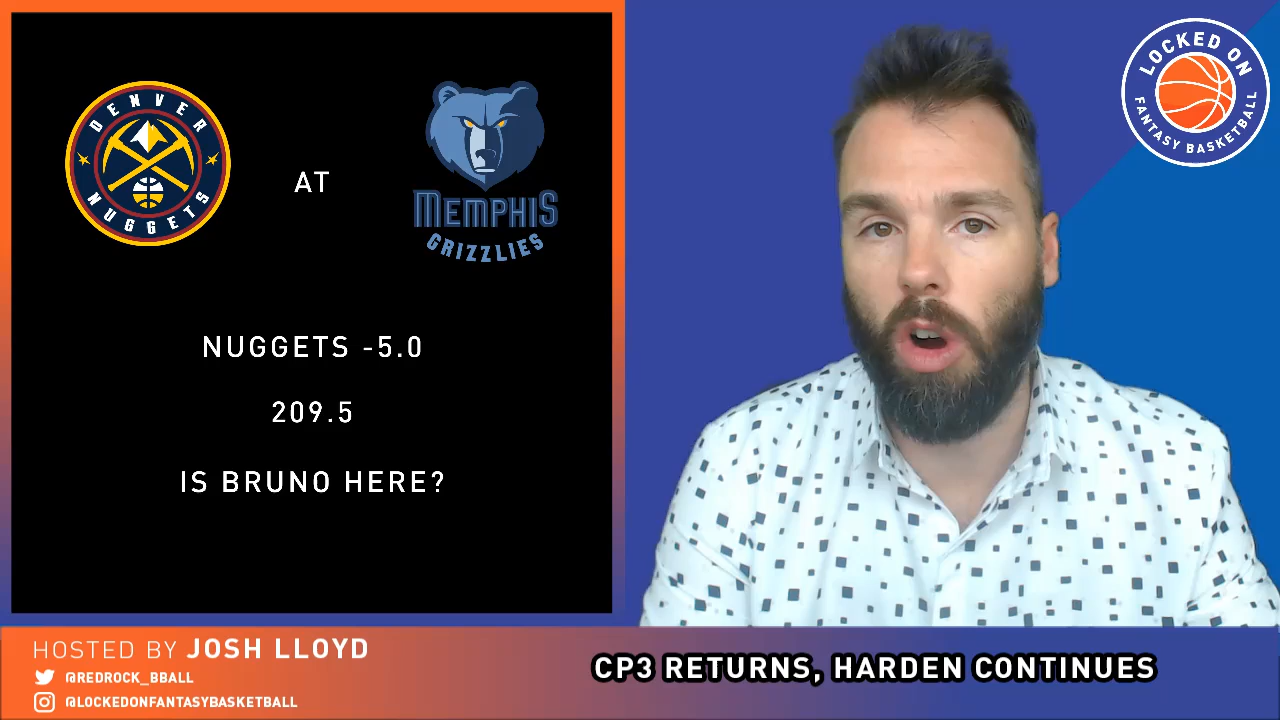 DENVER
NUGGETS
AT
MEMPHIS
GRIZZLIES
NUGGETS -5.0
209.5
IS BRUNO HERE?
LOCKED ON
FANTASY BASKETBALL
HOSTED BY JOSH LLOYD
@REDROCK_BBALL
@LOCKEDONFANTASYBASKETBALL
CP3 RETURNS, HARDEN CONTINUES